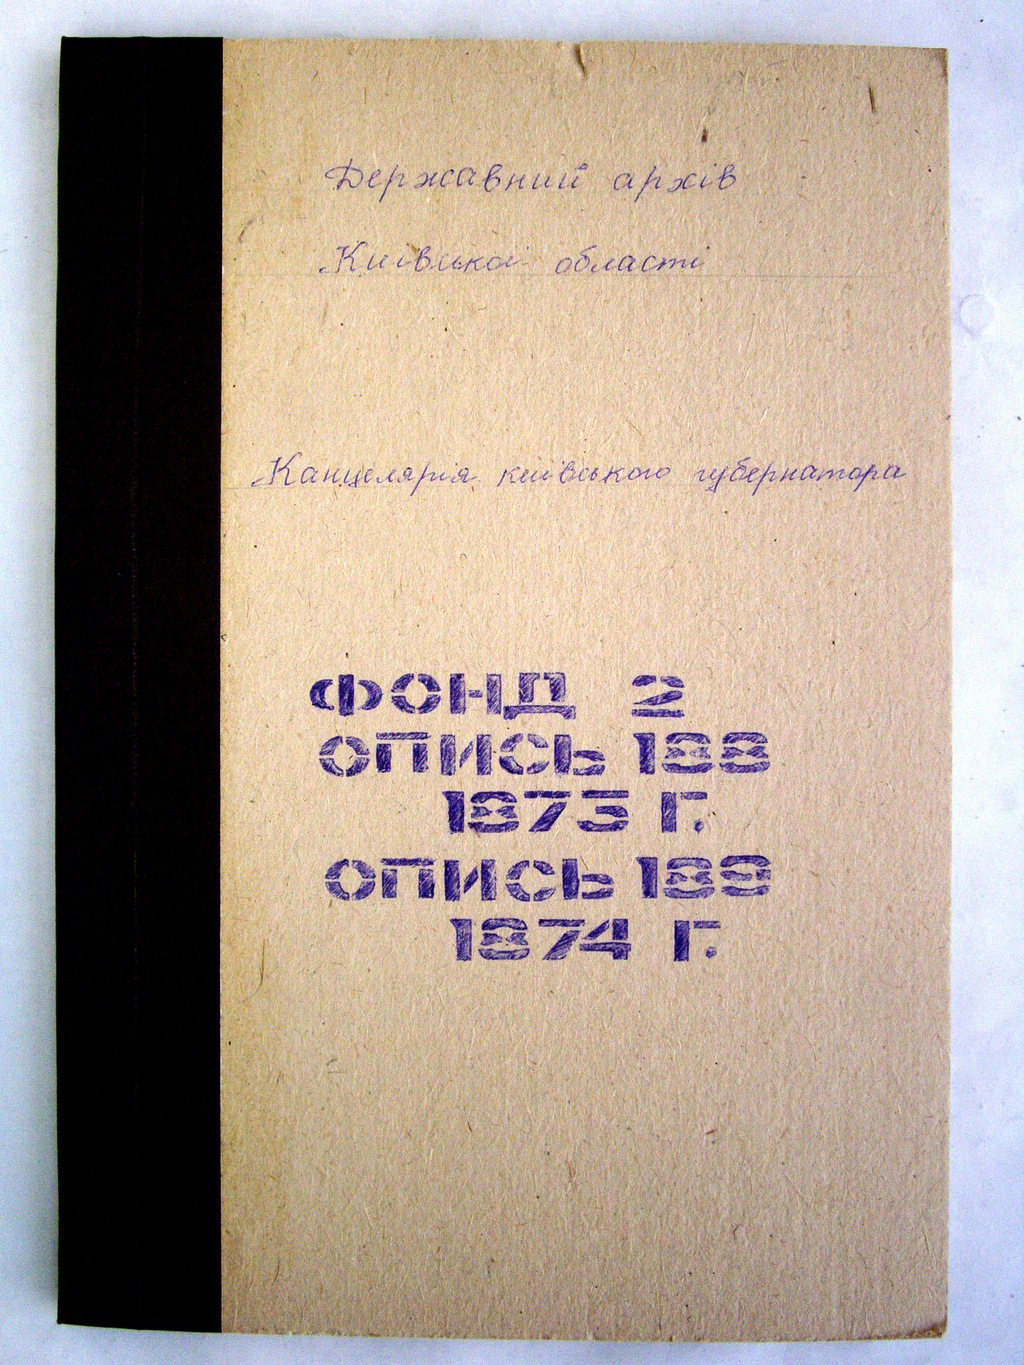 Державний архів
Київської області
Канцелярія київського губернатора
ФОНД 2
ОПИСЬ 188
1873 Г.
ОПИСЬ 189
1874 Г.